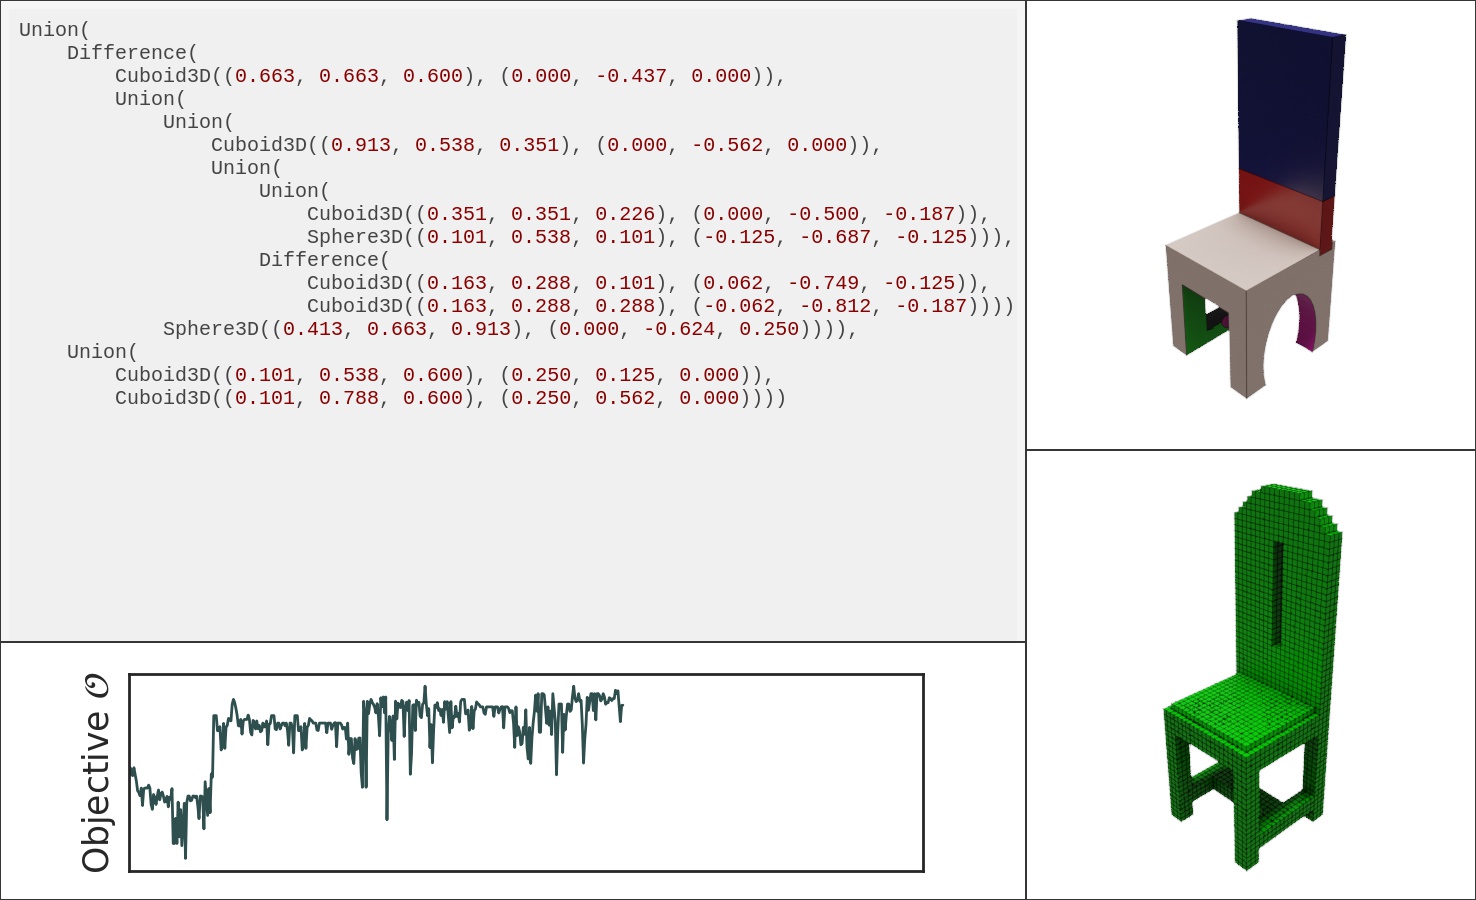 Union(
    Difference(
        Cuboid3D((0.663, 0.663, 0.600), (0.000, -0.437, 0.000)),
        Union(
            Union(
                Cuboid3D((0.913, 0.538, 0.351), (0.000, -0.562, 0.000)),
                Union(
                    Union(
                        Cuboid3D((0.351, 0.351, 0.226), (0.000, -0.500, -0.187)),
                        Sphere3D((0.101, 0.538, 0.101), (-0.125, -0.687, -0.125))),
                    Difference(
                        Cuboid3D((0.163, 0.288, 0.101), (0.062, -0.749, -0.125)),
                        Cuboid3D((0.163, 0.288, 0.288), (-0.062, -0.812, -0.187))))
            Sphere3D((0.413, 0.663, 0.913), (0.000, -0.624, 0.250)))),
    Union(
        Cuboid3D((0.101, 0.538, 0.600), (0.250, 0.125, 0.000)),
        Cuboid3D((0.101, 0.788, 0.600), (0.250, 0.562, 0.000))))
Objective 𝒪